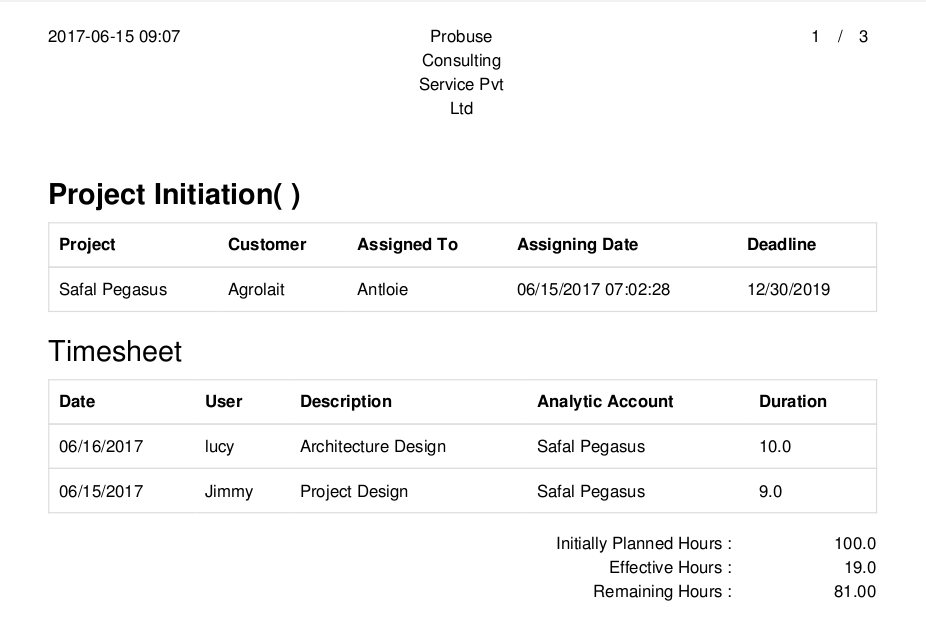 2017-06-15 09:07 Probuse 1 / 3
Consulting
Service Pvt
Ltd
Project Initiation( )
Project Customer Assigned To Assigning Date Deadline
Safal Pegasus Agrolait Antloie 06/15/2017 07:02:28 12/30/2019
Timesheet
Date User Description Analytic Account Duration
06/16/2017 lucy Architecture Design Safal Pegasus 10.0
06/15/2017 Jimmy Project Design Safal Pegasus 9.0
Initially Planned Hours : 100.0
Effective Hours : 19.0
Remaining Hours : 81.00